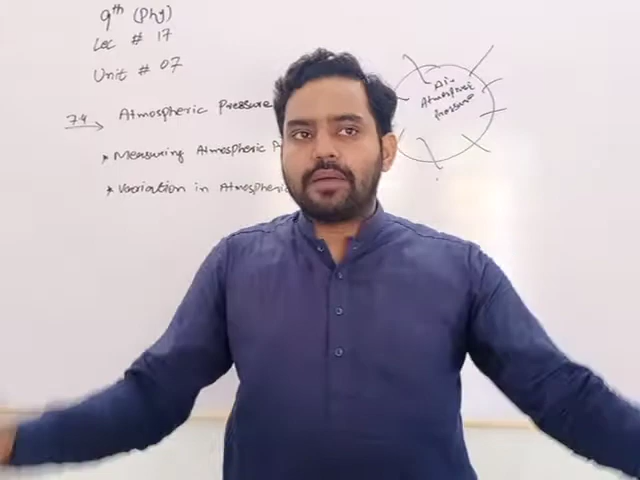 9th (Phy)
Lec # 17
Unit # 07
7.4 → Atmospheric Pressure
* Measuring Atmospheric
* Variation in Atmospheric
Air
Atmospheric
Pressure